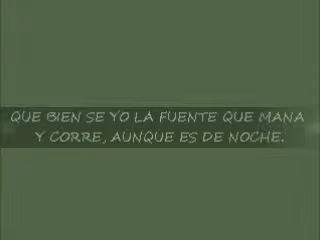 QUE BIEN SE YO LA FUENTE QUE MANA
Y CORRE, AUNQUE ES DE NOCHE.